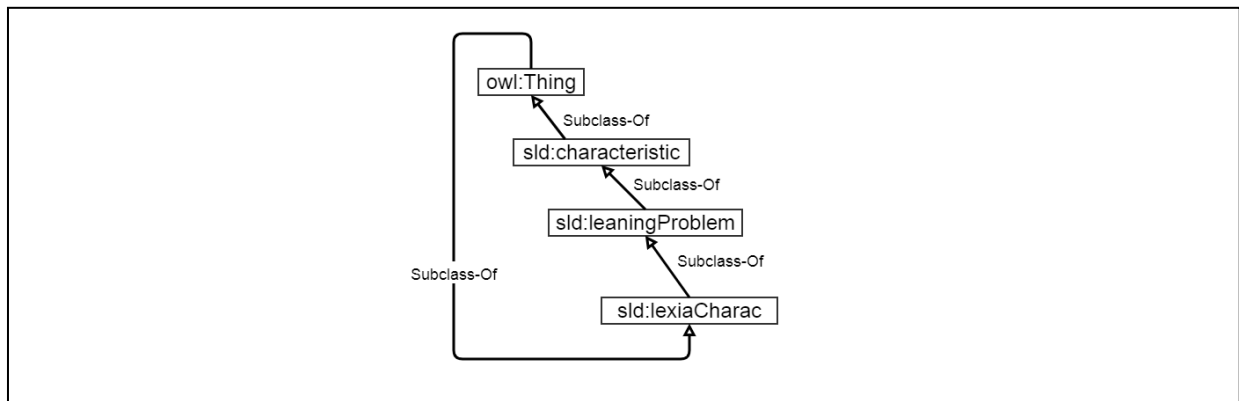 owl:Thing
Subclass-Of
sld:characteristic
Subclass-Of
sld:leaningProblem
Subclass-Of
Subclass-Of
sld:lexiaCharac